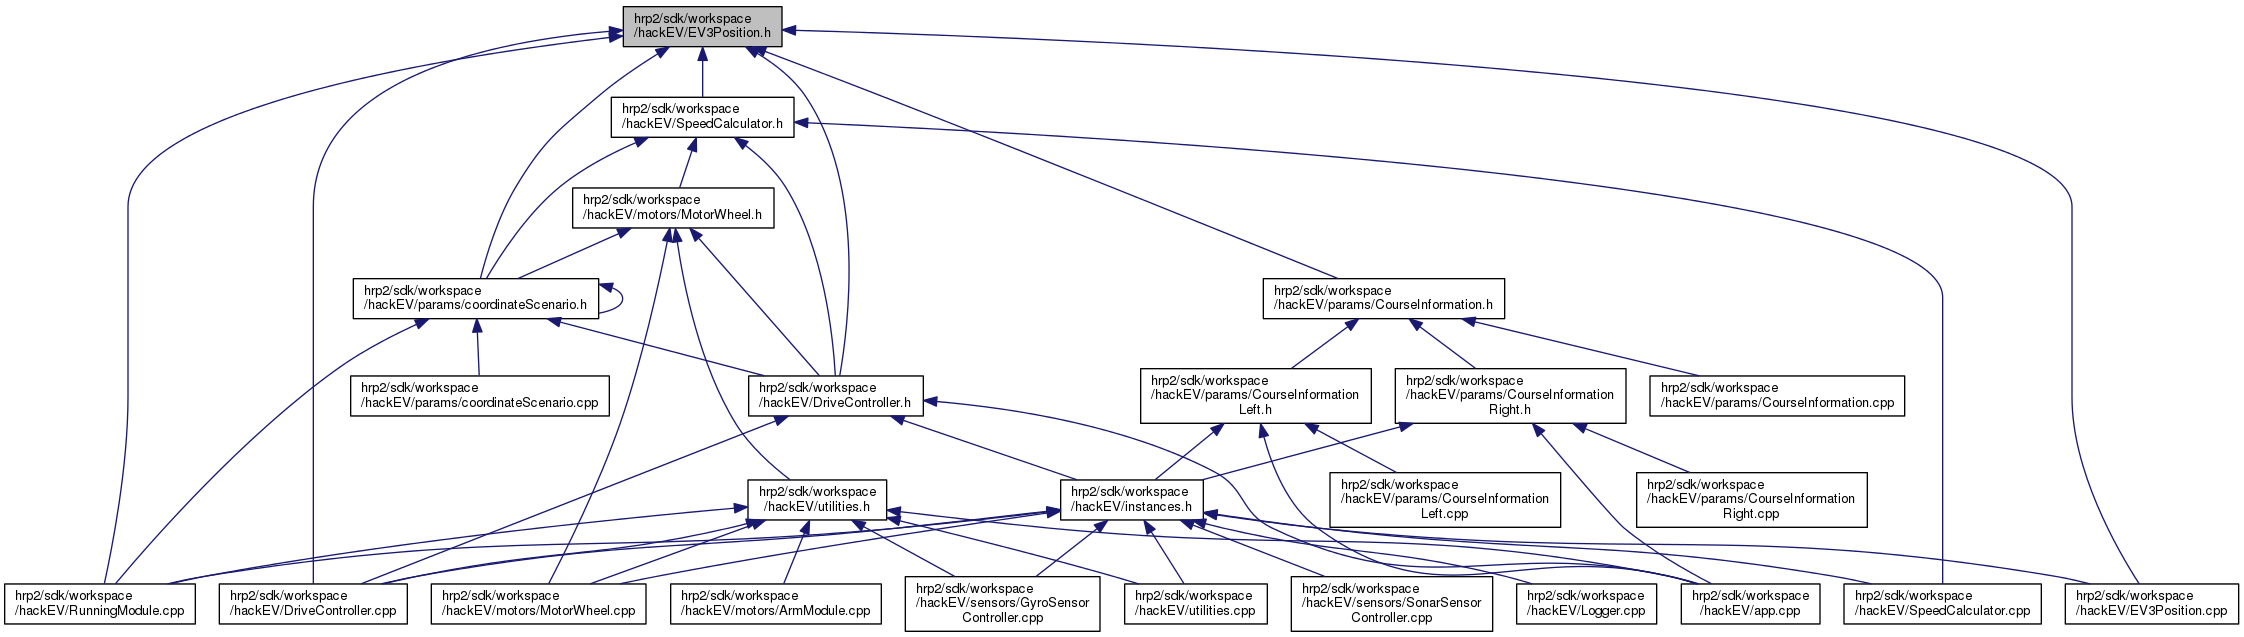 hrp2/sdk/workspace
/hackEV/EV3Position.h
hrp2/sdk/workspace
/hackEV/SpeedCalculator.h
hrp2/sdk/workspace
/hackEV/motors/MotorWheel.h
hrp2/sdk/workspace
/hackEV/params/coordinateScenario.h
hrp2/sdk/workspace
/hackEV/params/CourseInformation.h
hrp2/sdk/workspace
/hackEV/params/coordinateScenario.cpp
hrp2/sdk/workspace
/hackEV/DriveController.h
hrp2/sdk/workspace
/hackEV/params/CourseInformation
Left.h
hrp2/sdk/workspace
/hackEV/params/CourseInformation
Right.h
hrp2/sdk/workspace
/hackEV/params/CourseInformation.cpp
hrp2/sdk/workspace
/hackEV/utilities.h
hrp2/sdk/workspace
/hackEV/instances.h
hrp2/sdk/workspace
/hackEV/params/CourseInformation
Left.cpp
hrp2/sdk/workspace
/hackEV/params/CourseInformation
Right.cpp
hrp2/sdk/workspace
/hackEV/RunningModule.cpp
hrp2/sdk/workspace
/hackEV/DriveController.cpp
hrp2/sdk/workspace
/hackEV/motors/MotorWheel.cpp
hrp2/sdk/workspace
/hackEV/motors/ArmModule.cpp
hrp2/sdk/workspace
/hackEV/sensors/GyroSensor
Controller.cpp
hrp2/sdk/workspace
/hackEV/utilities.cpp
hrp2/sdk/workspace
/hackEV/sensors/SonarSensor
Controller.cpp
hrp2/sdk/workspace
/hackEV/Logger.cpp
hrp2/sdk/workspace
/hackEV/app.cpp
hrp2/sdk/workspace
/hackEV/SpeedCalculator.cpp
hrp2/sdk/workspace
/hackEV/EV3Position.cpp